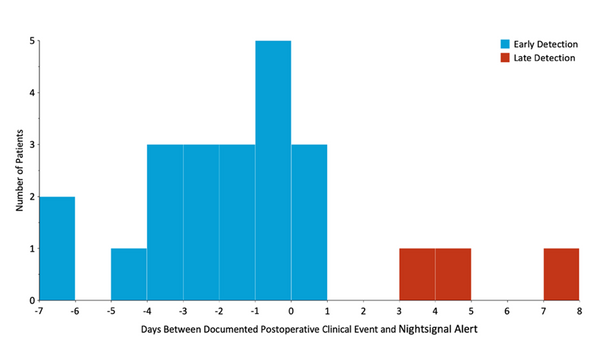 Early Detection
Late Detection
Number of Patients
5
4
3
2
1
0
-7 -6 -5 -4 -3 -2 -1 0 1 2 3 4 5 6 7 8
Days Between Documented Postoperative Clinical Event and Nightsignal Alert